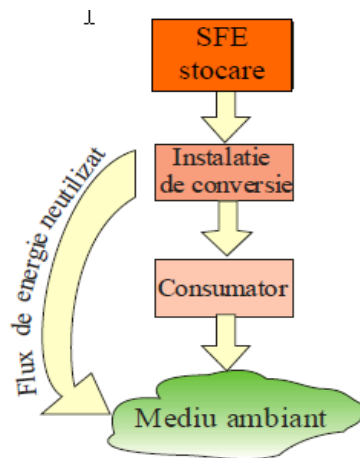 SFE
stocare
Instalatie
de conversie
Flux de energie neutilizat
Consumator
Mediu ambiant